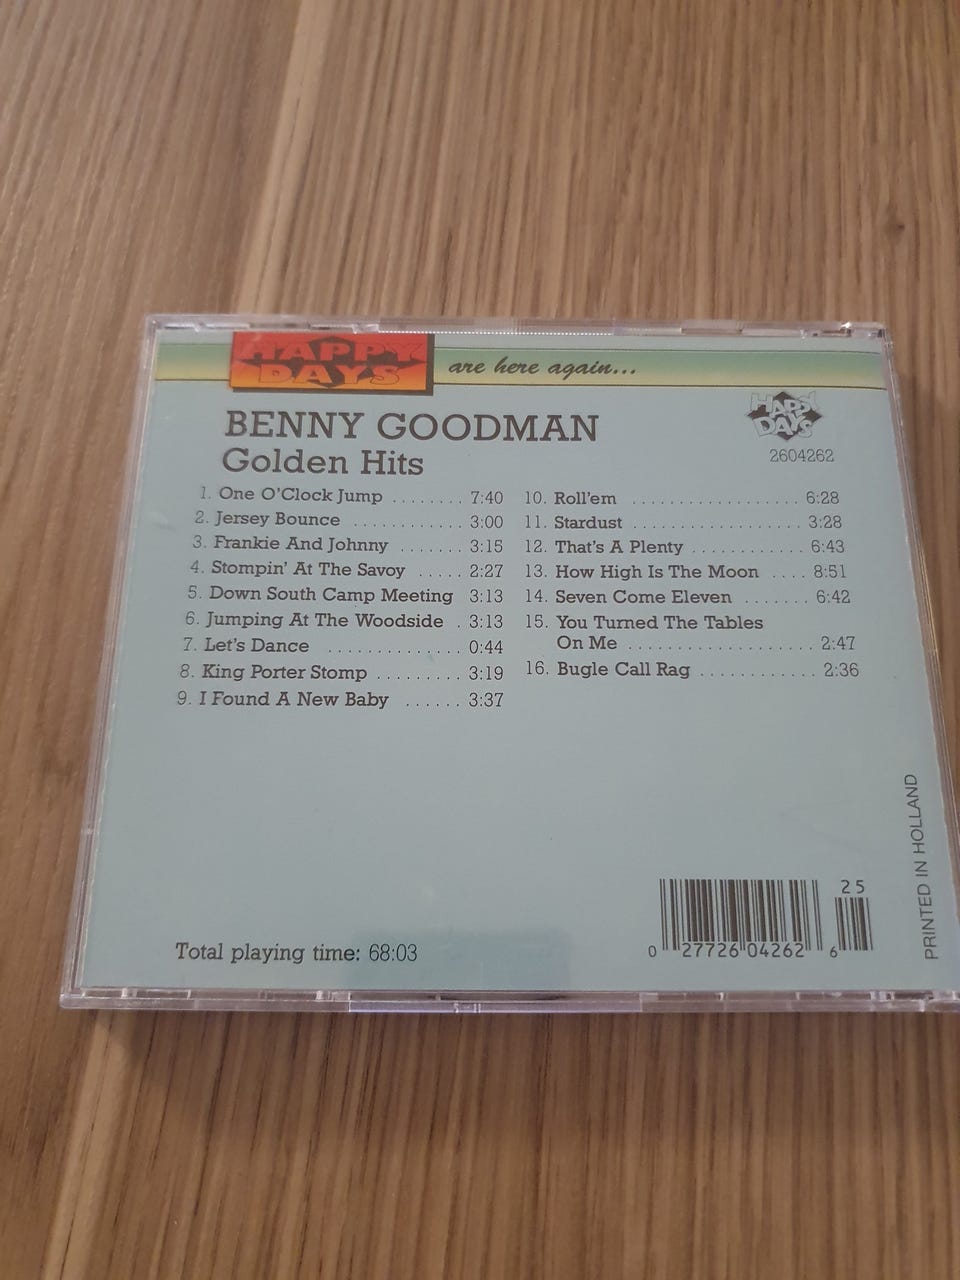 HAPPY DAYS are here again...
HAPPY DAYS
2604262
BENNY GOODMAN
Golden Hits
1. One O'Clock Jump ........ 7:40
2. Jersey Bounce ............ 3:00
3. Frankie And Johnny ....... 3:15
4. Stompin' At The Savoy ..... 2:27
5. Down South Camp Meeting 3:13
6. Jumping At The Woodside . 3:13
7. Let's Dance .............. 0:44
8. King Porter Stomp ......... 3:19
9. I Found A New Baby ...... 3:37
10. Roll'em .................. 6:28
11. Stardust ................. 3:28
12. That's A Plenty ............ 6:43
13. How High Is The Moon .... 8:51
14. Seven Come Eleven ....... 6:42
15. You Turned The Tables
On Me ...................... 2:47
16. Bugle Call Rag ............ 2:36
Total playing time: 68:03
25
0 27726 04262 6
PRINTED IN HOLLAND